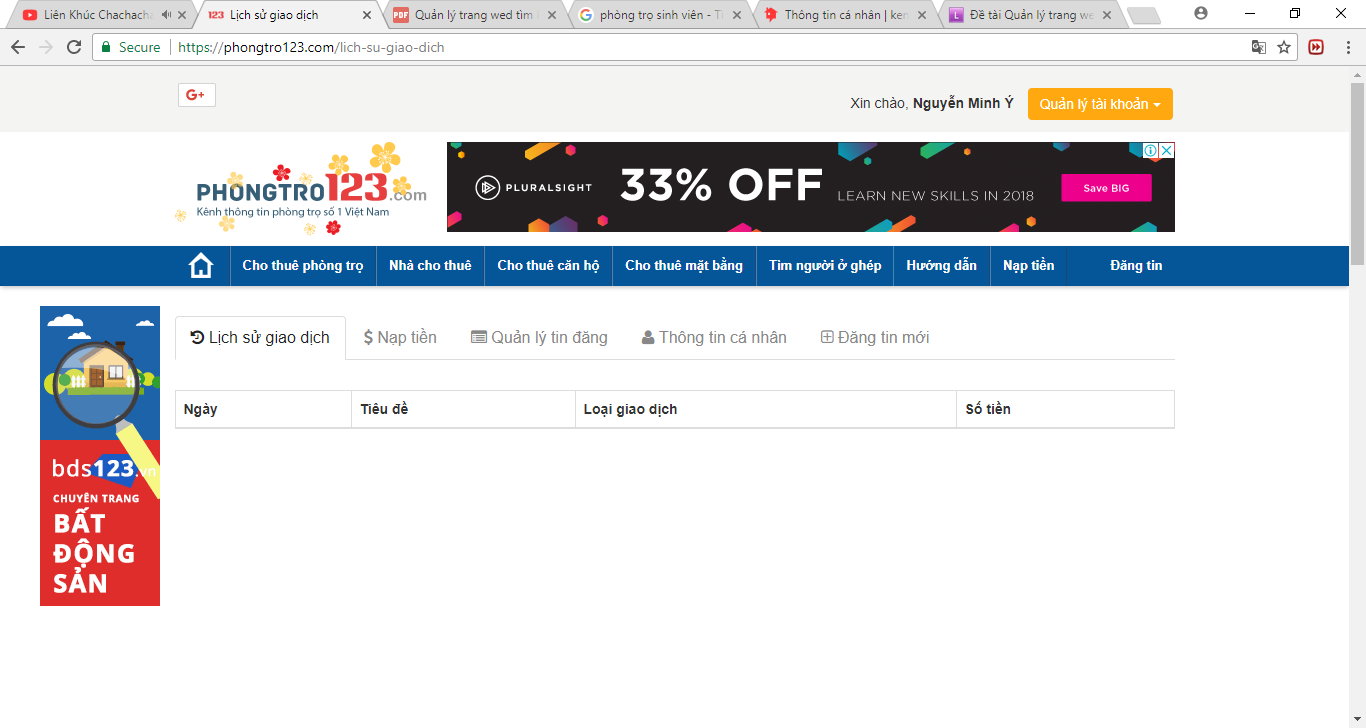 Liên Khúc Chachachá
Lịch sử giao dịch
PDF Quản lý trang wed tìm
phòng trọ sinh viên - T
Thông tin cá nhân | ken
L Đề tài Quản lý trang we
Secure https://phongtro123.com/lich-su-giao-dich
G+
Xin chào, Nguyễn Minh Ý
Quản lý tài khoản
PHONGTRO123.com
Kênh thông tin phòng trọ số 1 Việt Nam
PLURALSIGHT 33% OFF LEARN NEW SKILLS IN 2018 Save BIG
Cho thuê phòng trọ Nhà cho thuê Cho thuê căn hộ Cho thuê mặt bằng Tìm người ở ghép Hướng dẫn Nạp tiền Đăng tin
Lịch sử giao dịch $ Nạp tiền Quản lý tin đăng Thông tin cá nhân Đăng tin mới
Ngày Tiêu đề Loại giao dịch Số tiền
bds123.vn
CHUYÊN TRANG
BẤT
ĐỘNG
SẢN